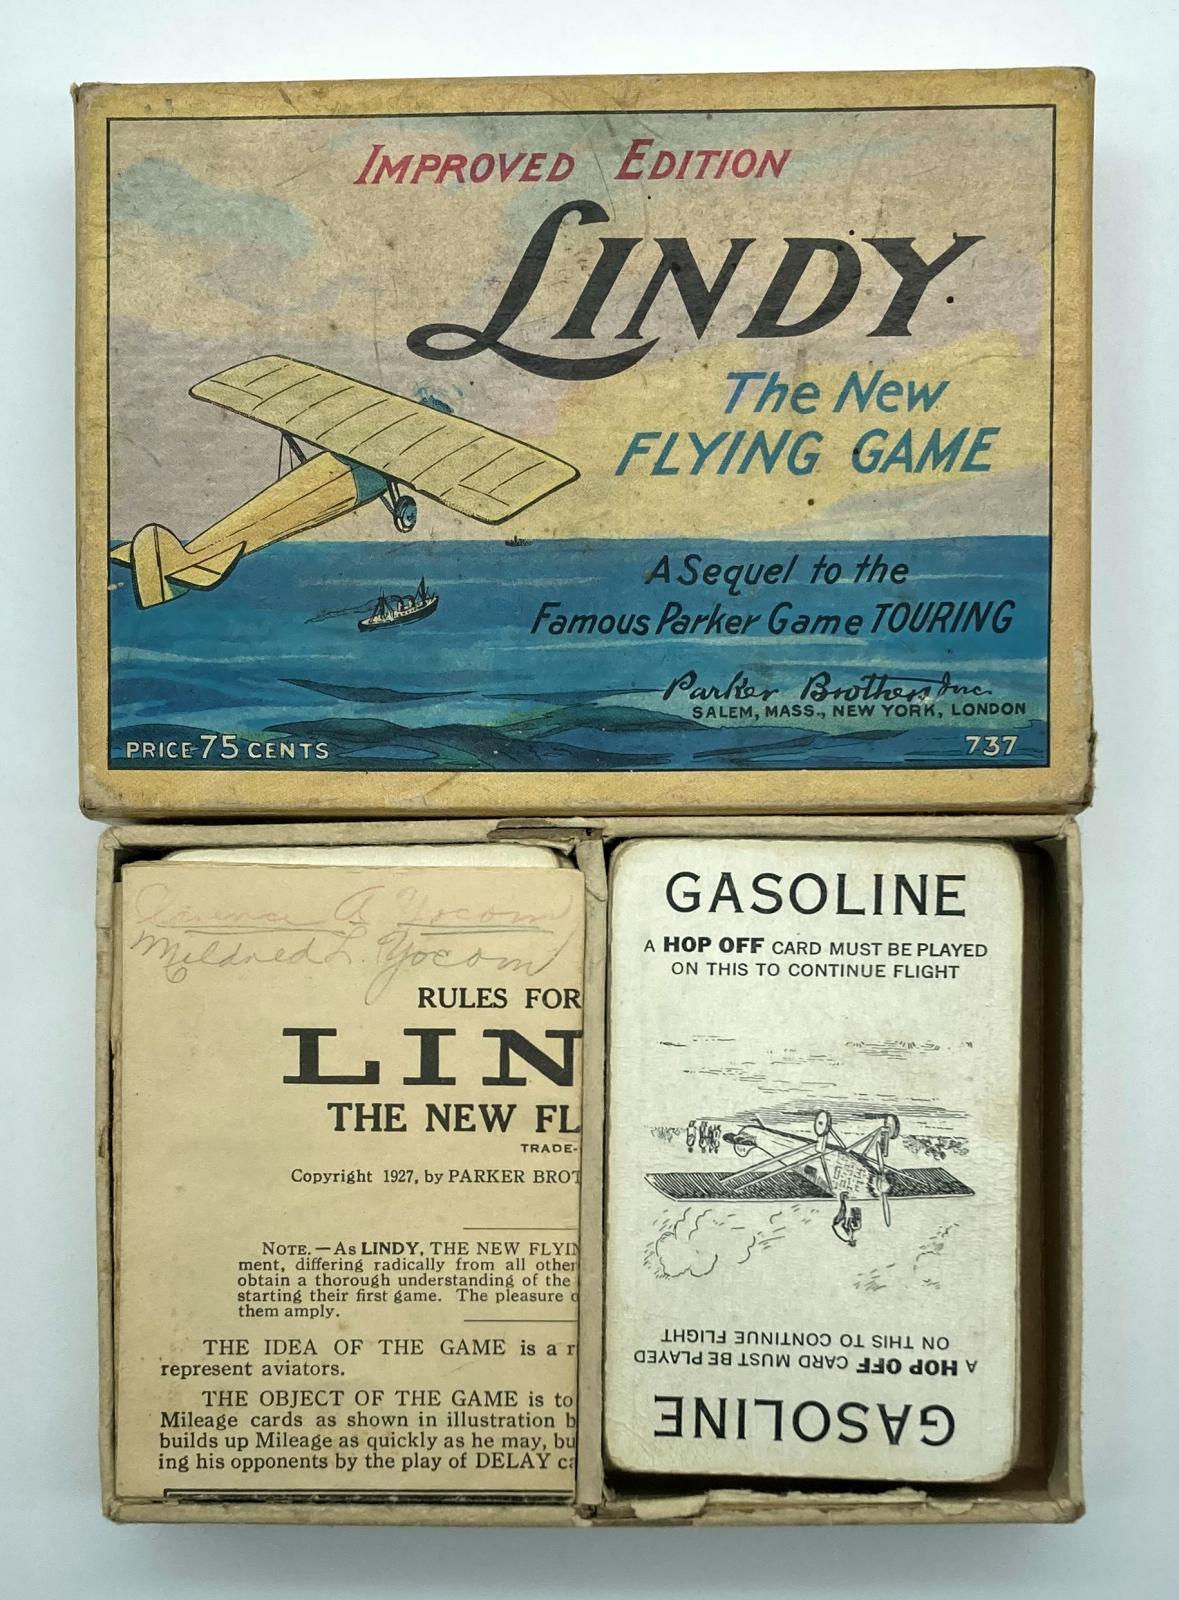 IMPROVED EDITION
LINDY
The New
FLYING GAME
A Sequel to the
Famous Parker Game TOURING
Parker Brothers Inc.
SALEM, MASS., NEW YORK, LONDON
PRICE 75 CENTS
737
Clarence A. Yocom
Mildred L. Yocom
RULES FOR
LIN
THE NEW FL
TRADE-
Copyright 1927, by PARKER BROT
NOTE.—As LINDY, THE NEW FLYIN
ment, differing radically from all other
obtain a thorough understanding of the
starting their first game. The pleasure
them amply.
THE IDEA OF THE GAME is a r
represent aviators.
THE OBJECT OF THE GAME is to
Mileage cards as shown in illustration b
builds up Mileage as quickly as he may, bu
ing his opponents by the play of DELAY ca
GASOLINE
A HOP OFF CARD MUST BE PLAYED
ON THIS TO CONTINUE FLIGHT
ON THIS TO CONTINUE FLIGHT
A HOP OFF CARD MUST BE PLAYED
GASOLINE